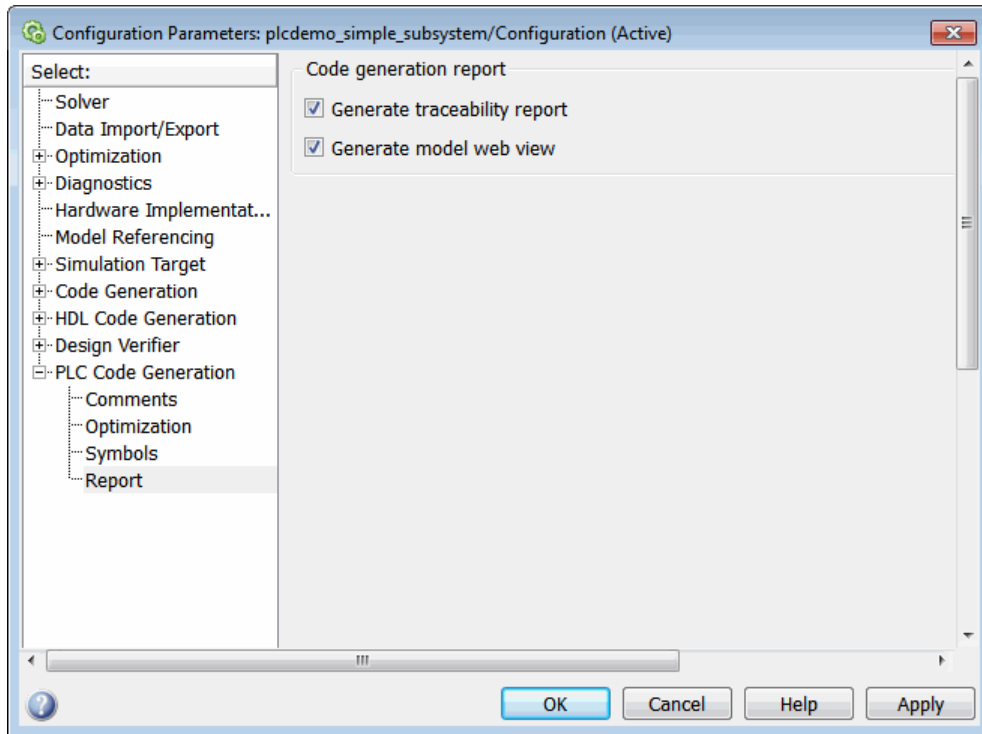 Configuration Parameters: plcdemo_simple_subsystem/Configuration (Active)
Select:
Solver
Data Import/Export
Optimization
Diagnostics
Hardware Implementat...
Model Referencing
Simulation Target
Code Generation
HDL Code Generation
Design Verifier
PLC Code Generation
Comments
Optimization
Symbols
Report
Code generation report
Generate traceability report
Generate model web view
OK
Cancel
Help
Apply